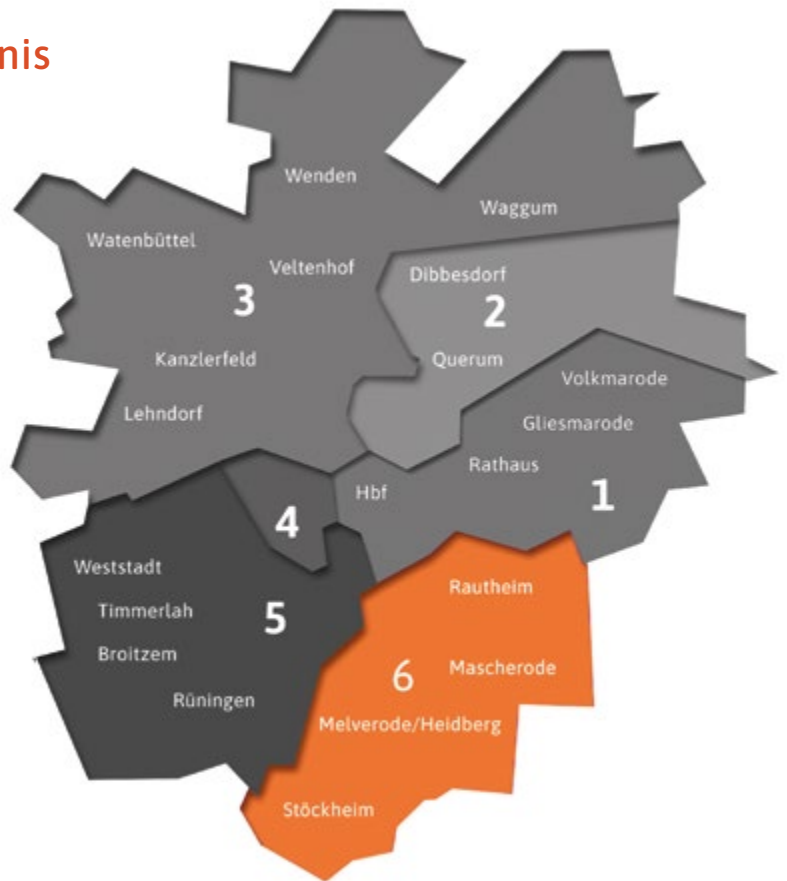 nis
Wenden
Waggum
Watenbüttel
Veltenhof
Dibbesdorf
3
2
Kanzlerfeld
Querum
Volkmarode
Lehndorf
Gliesmarode
Rathaus
Hbf
1
4
Weststadt
Rautheim
Timmerlah
5
Broitzem
Mascherode
6
Rüningen
Melverode/Heidberg
Stöckheim